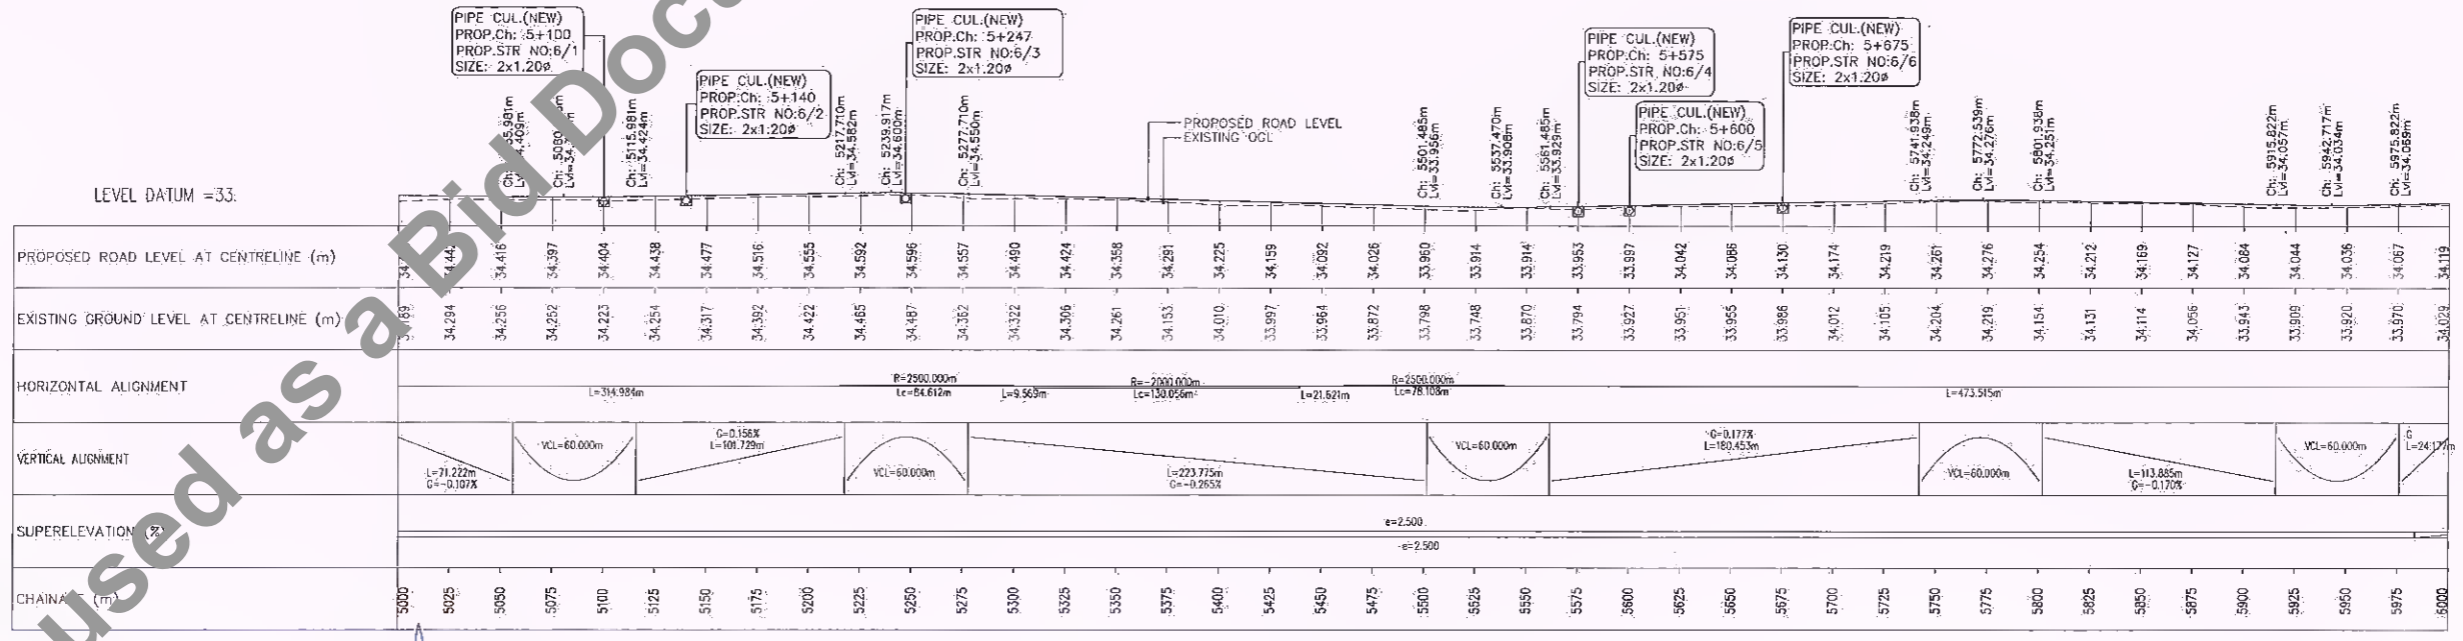 used as a Bid Doc
PIPE CUL.(NEW)
PROP.Ch: 5+100
PROP.STR NO:6/1
SIZE: 2x1.20ø
PIPE CUL.(NEW)
PROP.Ch: 5+140
PROP.STR NO:6/2
SIZE: 2x1.20ø
PIPE CUL.(NEW)
PROP.Ch: 5+247
PROP.STR NO:6/3
SIZE: 2x1.20ø
PIPE CUL.(NEW)
PROP.Ch: 5+575
PROP.STR NO:6/4
SIZE: 2x1.20ø
PIPE CUL.(NEW)
PROP.Ch: 5+600
PROP.STR NO:6/5
SIZE: 2x1.20ø
PIPE CUL.(NEW)
PROP.Ch: 5+675
PROP.STR NO:6/6
SIZE: 2x1.20ø
Ch: 5115.981m
Lvl=34.424m
Ch: 5217.710m
Lvl=34.582m
Ch: 5239.917m
Lvl=34.600m
Ch: 5277.710m
Lvl=34.550m
PROPOSED ROAD LEVEL
EXISTING OGL
Ch: 5501.485m
Lvl=33.956m
Ch: 5537.470m
Lvl=33.908m
Ch: 5561.485m
Lvl=33.929m
Ch: 5741.938m
Lvl=34.249m
Ch: 5772.539m
Lvl=34.276m
Ch: 5801.938m
Lvl=34.251m
Ch: 5915.822m
Lvl=34.057m
Ch: 5942.717m
Lvl=34.034m
Ch: 5975.822m
Lvl=34.069m
LEVEL DATUM =33.
PROPOSED ROAD LEVEL AT CENTRELINE (m)
34.416 34.397 34.404 34.438 34.477 34.516 34.555 34.592 34.596 34.557 34.490 34.424 34.358 34.291 34.225 34.159 34.092 34.026 33.960 33.914 33.914 33.953 33.997 34.042 34.086 34.130 34.174 34.219 34.261 34.276 34.254 34.212 34.169 34.127 34.084 34.044 34.036 34.067 34.119
EXISTING GROUND LEVEL AT CENTRELINE (m)
34.294 34.256 34.252 34.223 34.254 34.317 34.392 34.422 34.465 34.487 34.362 34.322 34.306 34.261 34.153 34.010 33.997 33.964 33.872 33.798 33.748 33.870 33.794 33.927 33.951 33.955 33.986 34.012 34.105 34.204 34.219 34.154 34.131 34.114 34.056 33.943 33.909 33.920 33.970 34.029
HORIZONTAL ALIGNMENT
L=314.984m
R=2500.000m
Lc=84.612m
L=9.569m
R=-2000.000m
Lc=130.056m
L=21.621m
R=2500.000m
Lc=78.108m
L=473.515m
VERTICAL ALIGNMENT
L=71.222m
G=-0.107%
VCL=60.000m
G=0.156%
L=101.729m
VCL=60.000m
L=223.775m
G=-0.265%
VCL=60.000m
G=0.177%
L=180.453m
VCL=60.000m
L=113.885m
G=-0.170%
VCL=60.000m
G
L=24.177m
SUPERELEVATION (%)
e=2.500
-e=2.500
(m)
5000 5025 5050 5075 5100 5125 5150 5175 5200 5225 5250 5275 5300 5325 5350 5375 5400 5425 5450 5475 5500 5525 5550 5575 5600 5625 5650 5675 5700 5725 5750 5775 5800 5825 5850 5875 5900 5925 5950 5975 6000